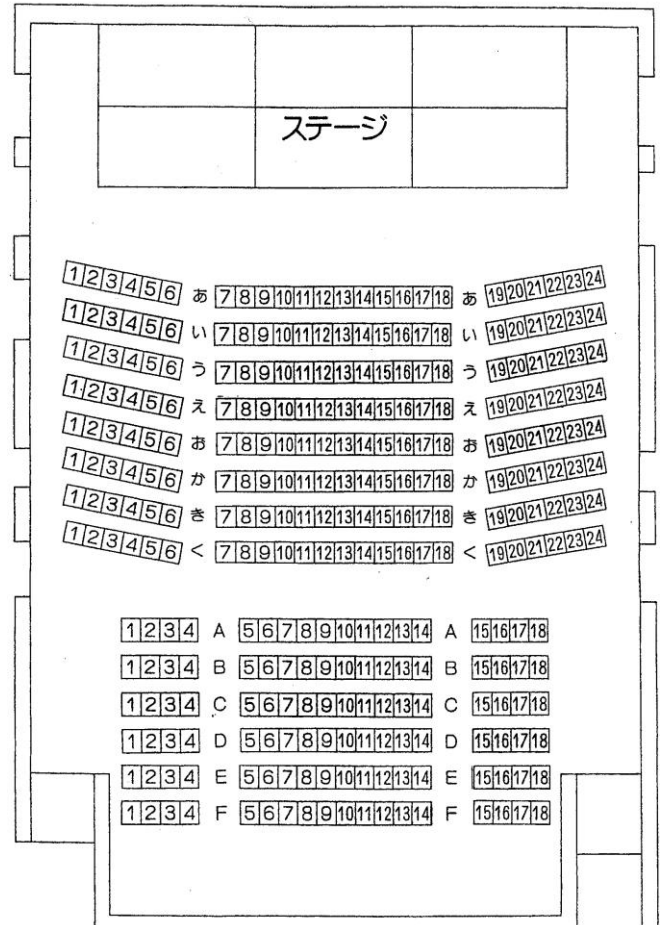 ステージ
1 2 3 4 5 6 あ 7 8 9 10 11 12 13 14 15 16 17 18 あ 19 20 21 22 23 24
1 2 3 4 5 6 い 7 8 9 10 11 12 13 14 15 16 17 18 い 19 20 21 22 23 24
1 2 3 4 5 6 う 7 8 9 10 11 12 13 14 15 16 17 18 う 19 20 21 22 23 24
1 2 3 4 5 6 え 7 8 9 10 11 12 13 14 15 16 17 18 え 19 20 21 22 23 24
1 2 3 4 5 6 お 7 8 9 10 11 12 13 14 15 16 17 18 お 19 20 21 22 23 24
1 2 3 4 5 6 か 7 8 9 10 11 12 13 14 15 16 17 18 か 19 20 21 22 23 24
1 2 3 4 5 6 き 7 8 9 10 11 12 13 14 15 16 17 18 き 19 20 21 22 23 24
1 2 3 4 5 6 く 7 8 9 10 11 12 13 14 15 16 17 18 く 19 20 21 22 23 24
1 2 3 4 A 5 6 7 8 9 10 11 12 13 14 A 15 16 17 18
1 2 3 4 B 5 6 7 8 9 10 11 12 13 14 B 15 16 17 18
1 2 3 4 C 5 6 7 8 9 10 11 12 13 14 C 15 16 17 18
1 2 3 4 D 5 6 7 8 9 10 11 12 13 14 D 15 16 17 18
1 2 3 4 E 5 6 7 8 9 10 11 12 13 14 E 15 16 17 18
1 2 3 4 F 5 6 7 8 9 10 11 12 13 14 F 15 16 17 18